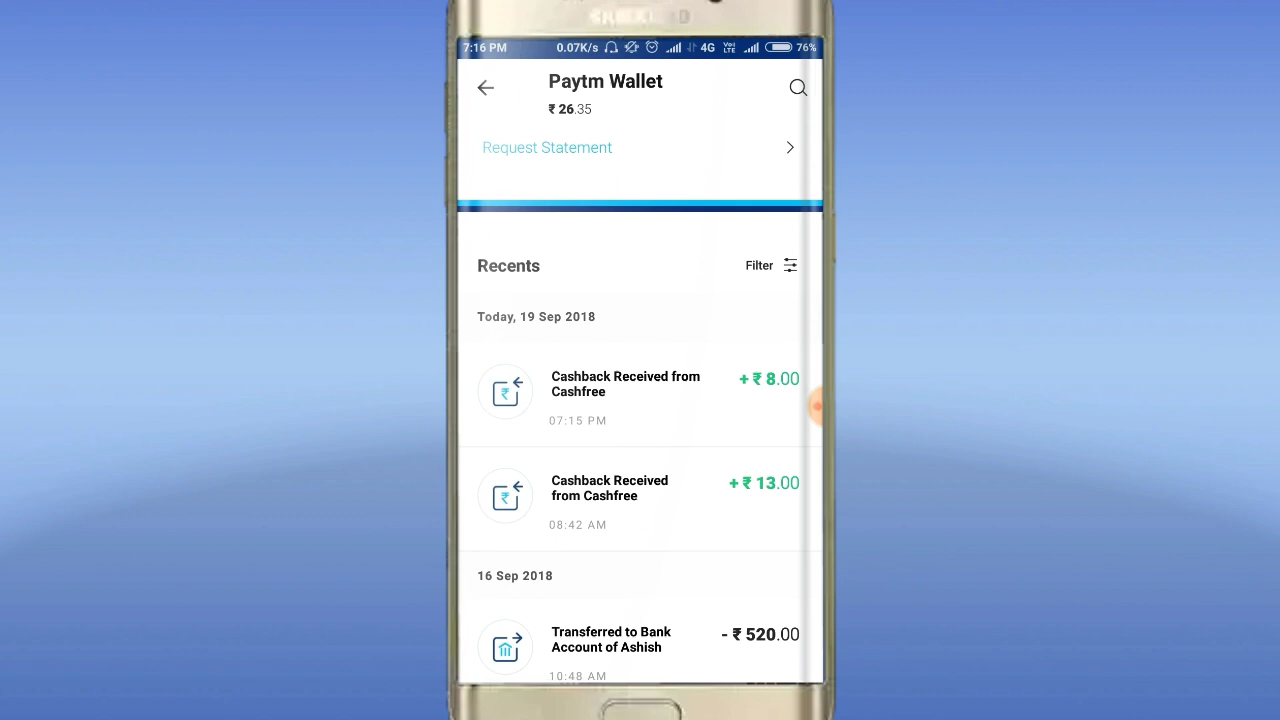 7:16 PM 0.07K/s 4G VoLTE 76%
Paytm Wallet
₹ 26.35
Request Statement
Recents
Filter
Today, 19 Sep 2018
Cashback Received from
Cashfree
+ ₹ 8.00
07:15 PM
Cashback Received
from Cashfree
+ ₹ 13.00
08:42 AM
16 Sep 2018
Transferred to Bank
Account of Ashish
- ₹ 520.00
10:48 AM